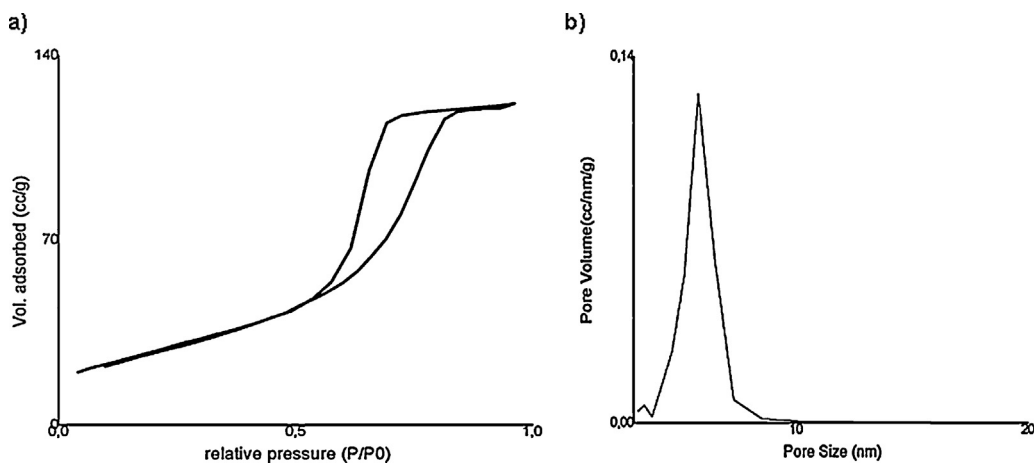 a)
140
Vol. adsorbed (cc/g)
70
0
0,0
0,5
1,0
relative pressure (P/P0)
b)
0,14
Pore Volume(cc/nm/g)
0,00
10
20
Pore Size (nm)